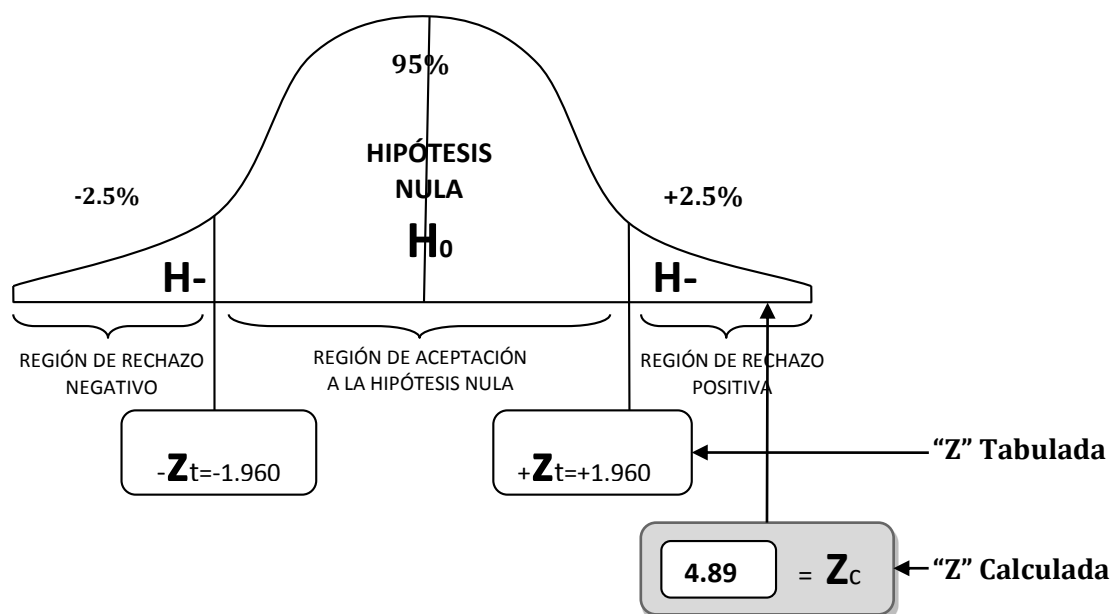 95%
HIPÓTESIS
NULA
H0
-2.5%
+2.5%
H-
H-
REGIÓN DE RECHAZO
NEGATIVO
REGIÓN DE ACEPTACIÓN
A LA HIPÓTESIS NULA
REGIÓN DE RECHAZO
POSITIVA
-Zt=-1.960
+Zt=+1.960
“Z” Tabulada
4.89 = Zc
“Z” Calculada